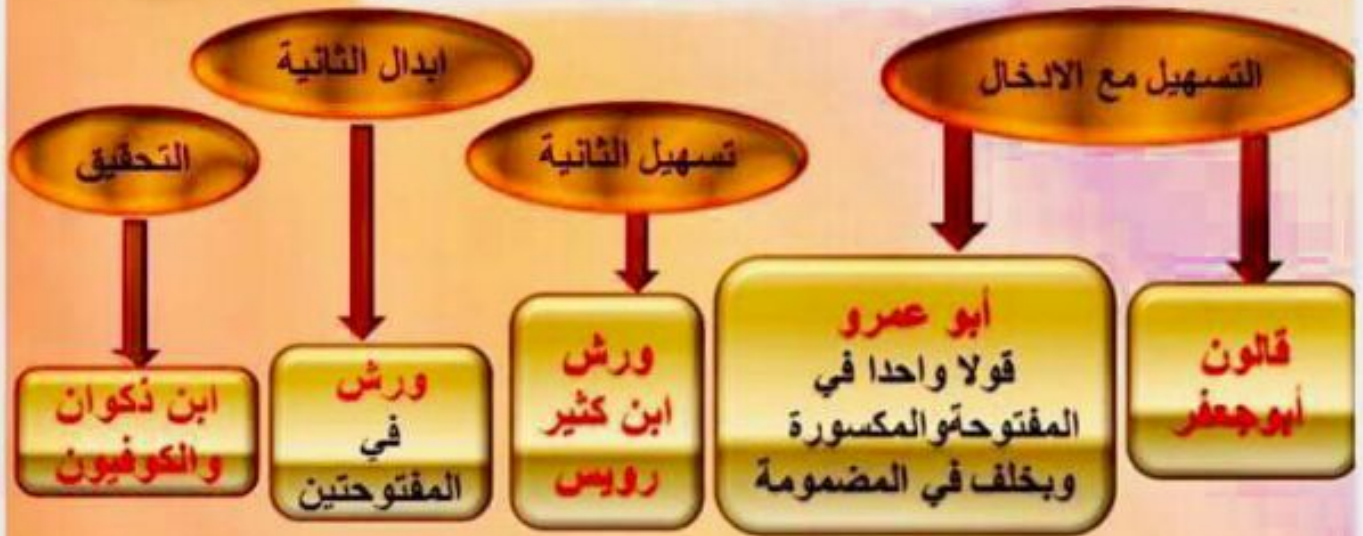 التسهيل مع الادخال
قالون
أبوجعفر
أبو عمرو
قولا واحدا في
المفتوحةوالمكسورة
وبخلف في المضمومة
تسهيل الثانية
ورش
ابن كثير
رويس
ابدال الثانية
ورش
في
المفتوحتين
التحقيق
ابن ذكوان
والكوفيون